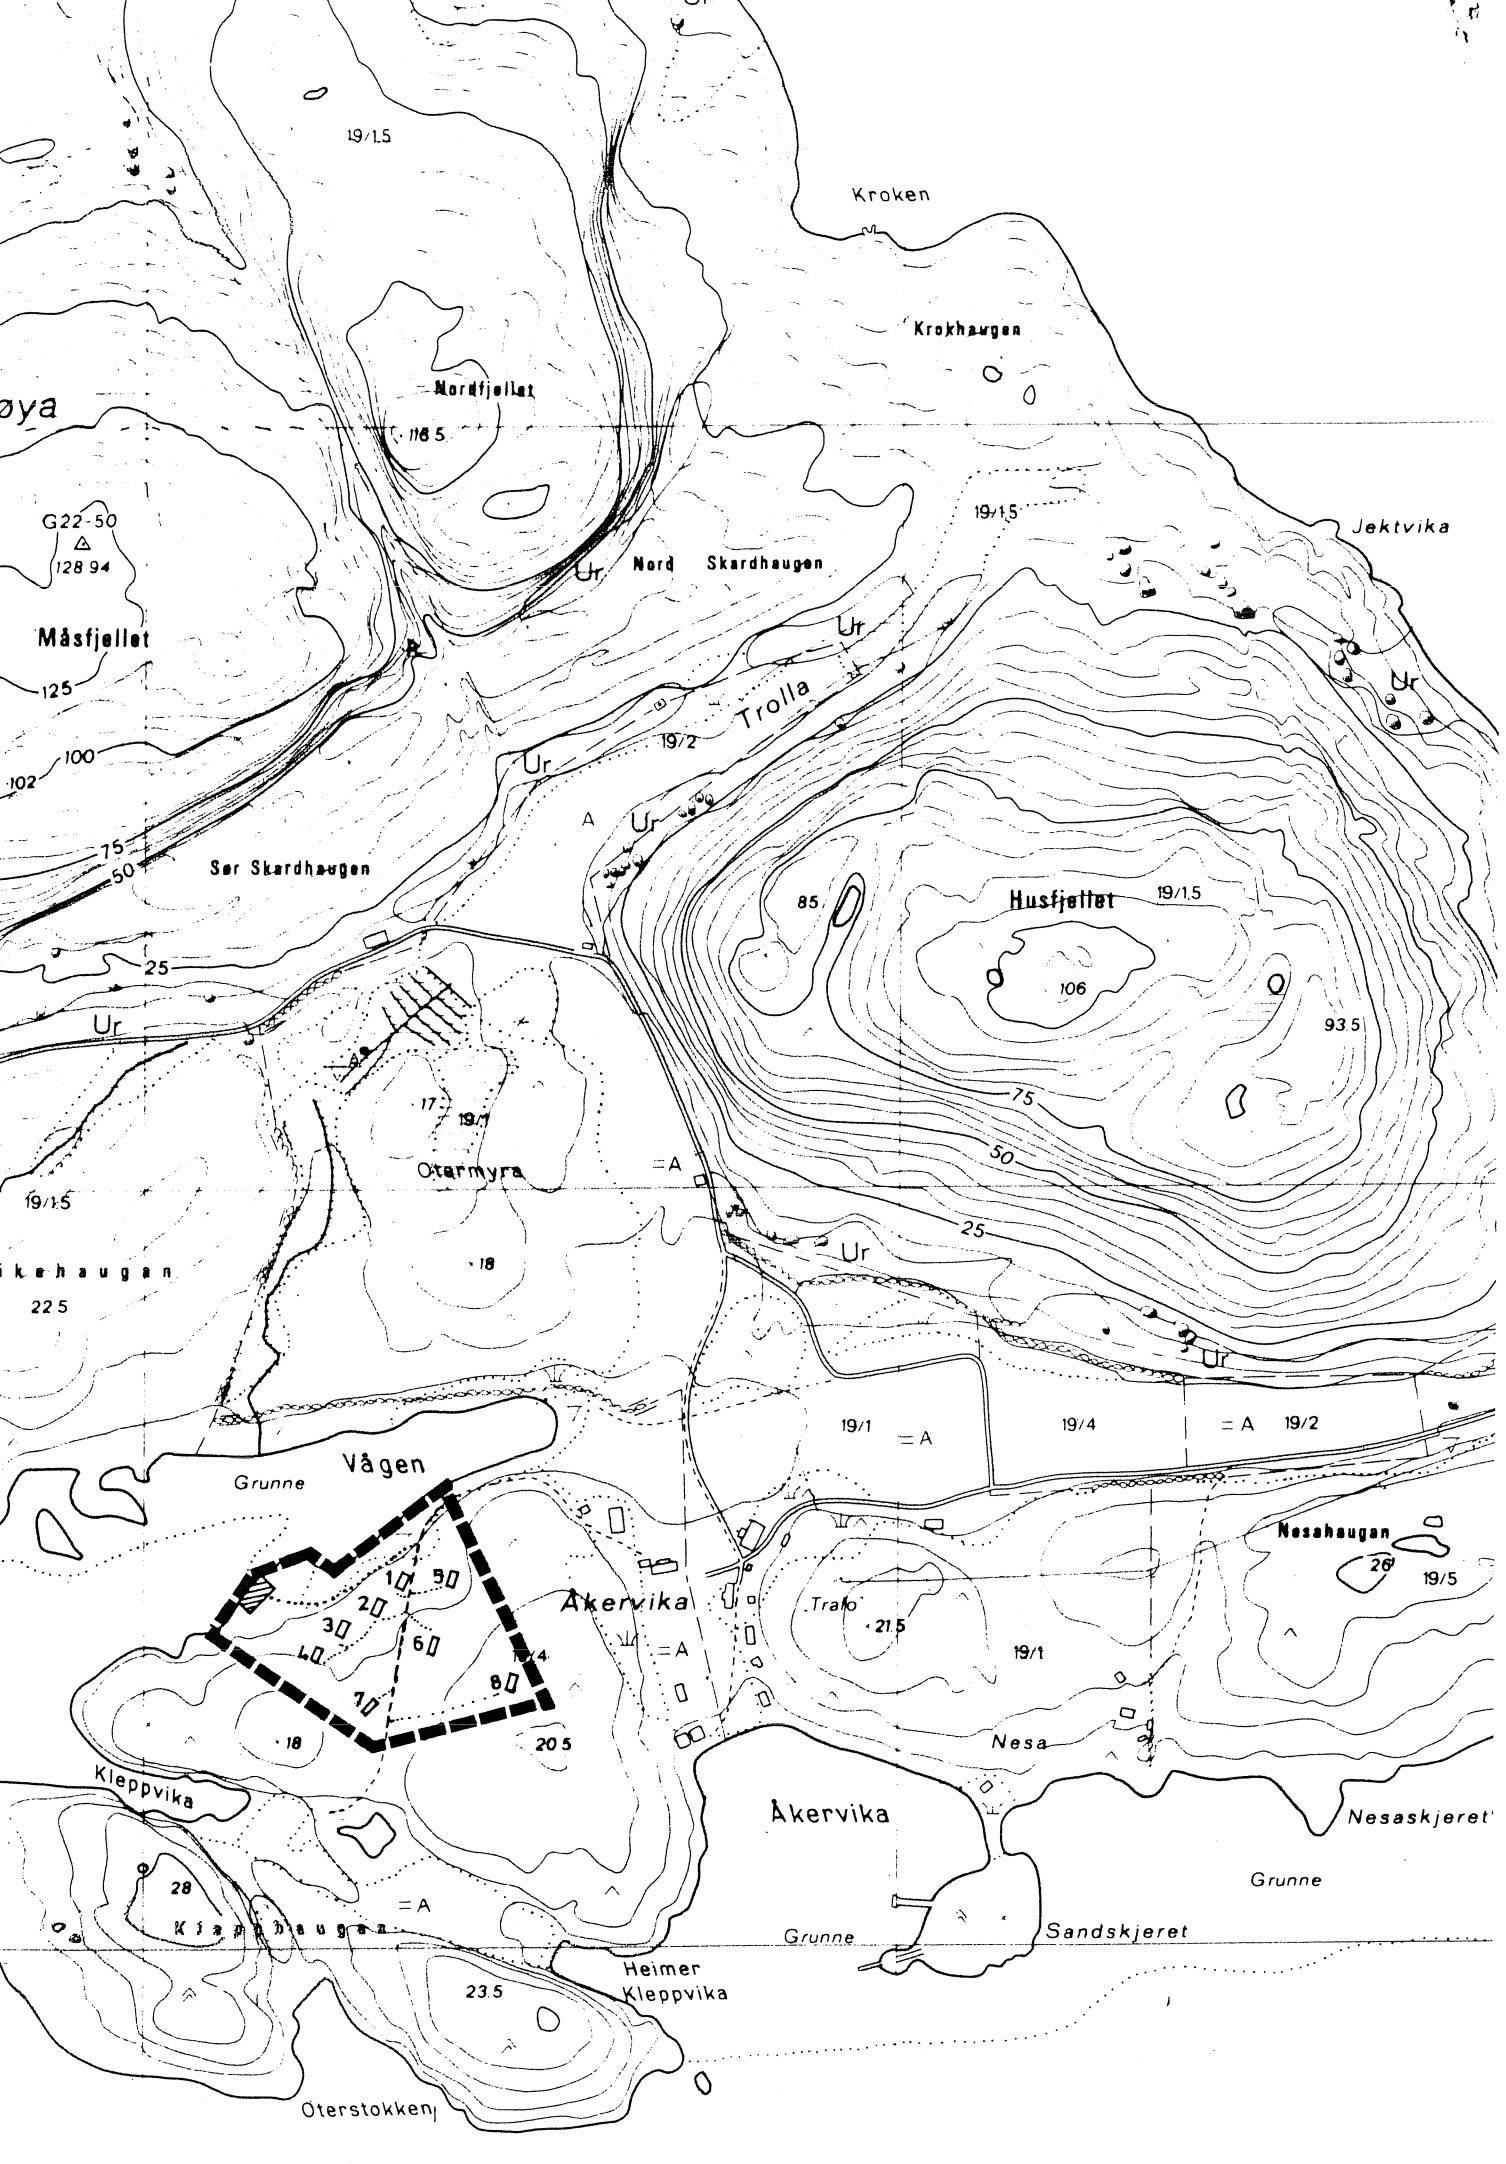 Ur
19/1.5
Kroken
Krokhaugen
Nordfjellet
116.5
øya
G22-50
128 94
19/1.5
Jektvika
Ur
Nord Skardhaugen
Måsfjellet
Ur
Ur
125
Trolla
19/2
100
102
Ur
A
Ur
75
50
Sør Skardhaugen
85
Husfjellet
19/1.5
25
106
93.5
Ur
A
17
19/1
75
Otermyra
= A
50
19/1.5
25
Ur
18
22 5
Ur
19/1
= A
19/4
= A
19/2
Vågen
Grunne
Nesahaugan
26
19/5
1
5
2
3
4
6
7
8
Åkervika
Trafo
21.5
= A
19/1
18
20 5
Nesa
Kleppvika
Åkervika
Nesaskjeret
28
Grunne
= A
Klepphaugan
Grunne
Sandskjeret
Heimer
Kleppvika
23.5
Oterstokken